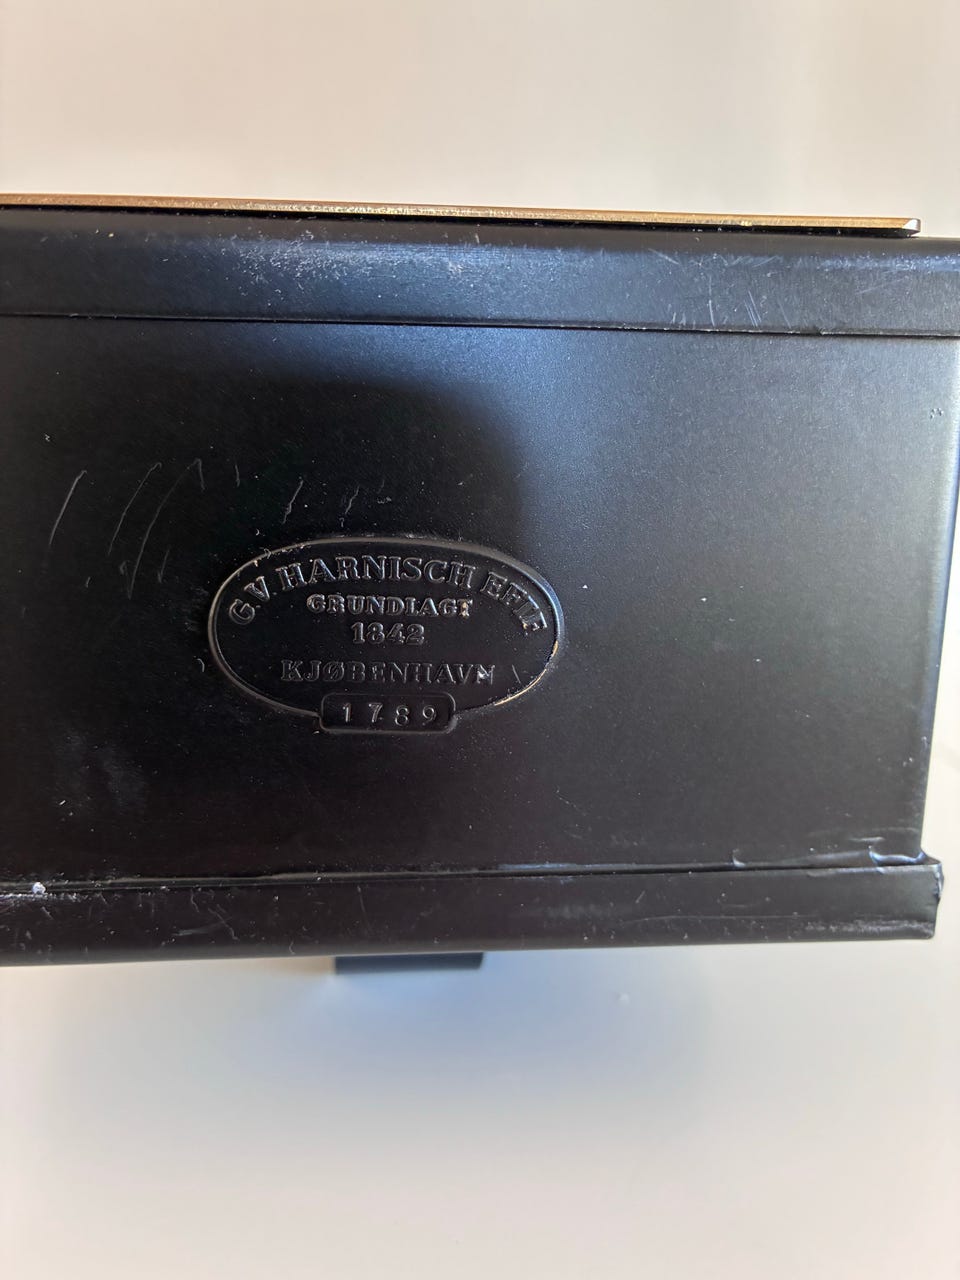 G.V HARNISCH EFTF
GRUNDLAGT
1842
KJØBENHAVN
1789